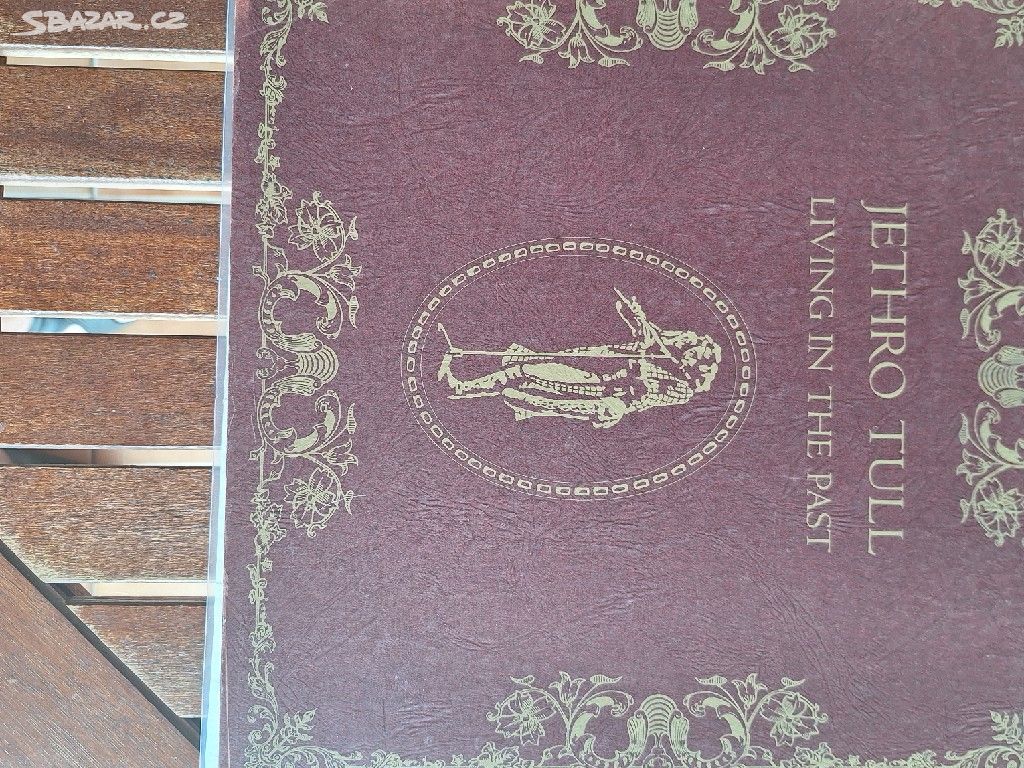 SBAZAR.CZ
JETHRO TULL
LIVING IN THE PAST